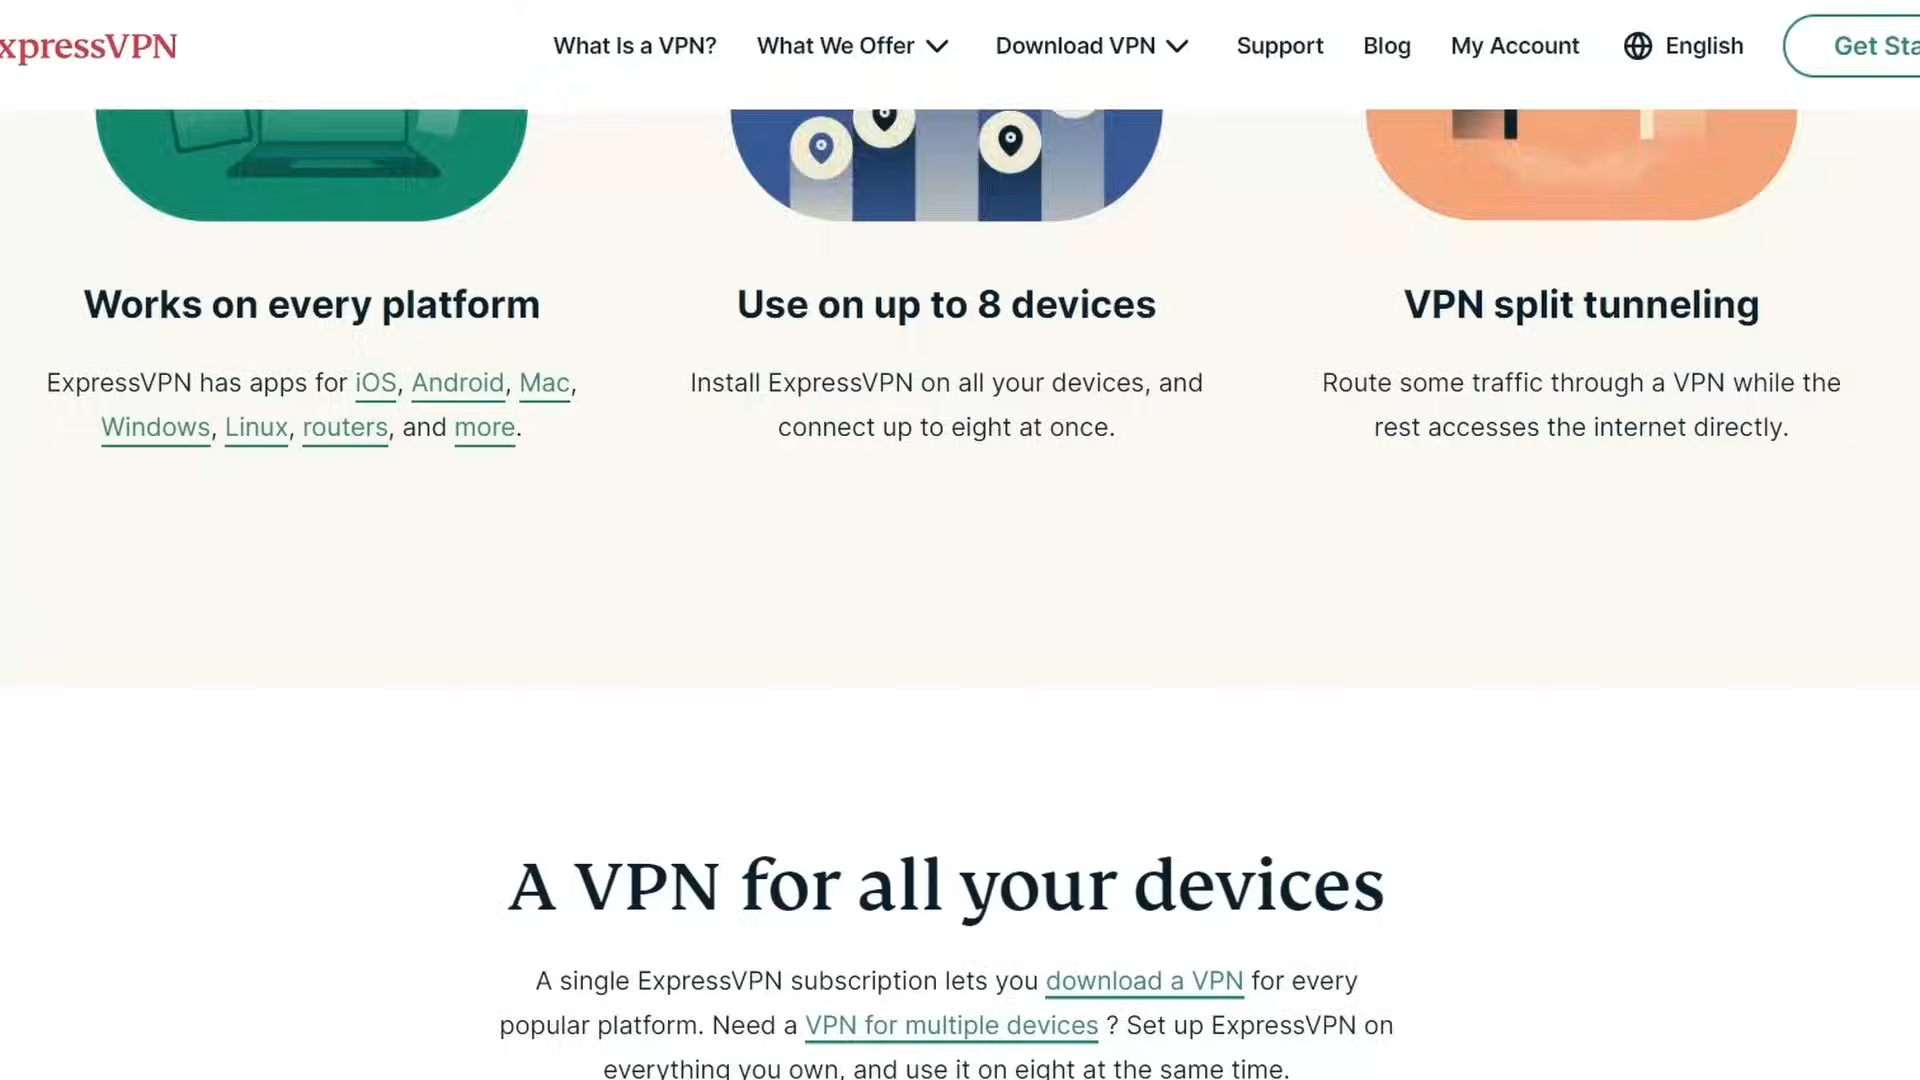 xpressVPN
What Is a VPN? What We Offer Download VPN Support Blog My Account English Get Sta
Works on every platform
ExpressVPN has apps for iOS, Android, Mac,
Windows, Linux, routers, and more.
Use on up to 8 devices
Install ExpressVPN on all your devices, and
connect up to eight at once.
VPN split tunneling
Route some traffic through a VPN while the
rest accesses the internet directly.
A VPN for all your devices
A single ExpressVPN subscription lets you download a VPN for every
popular platform. Need a VPN for multiple devices ? Set up ExpressVPN on
everything you own, and use it on eight at the same time.